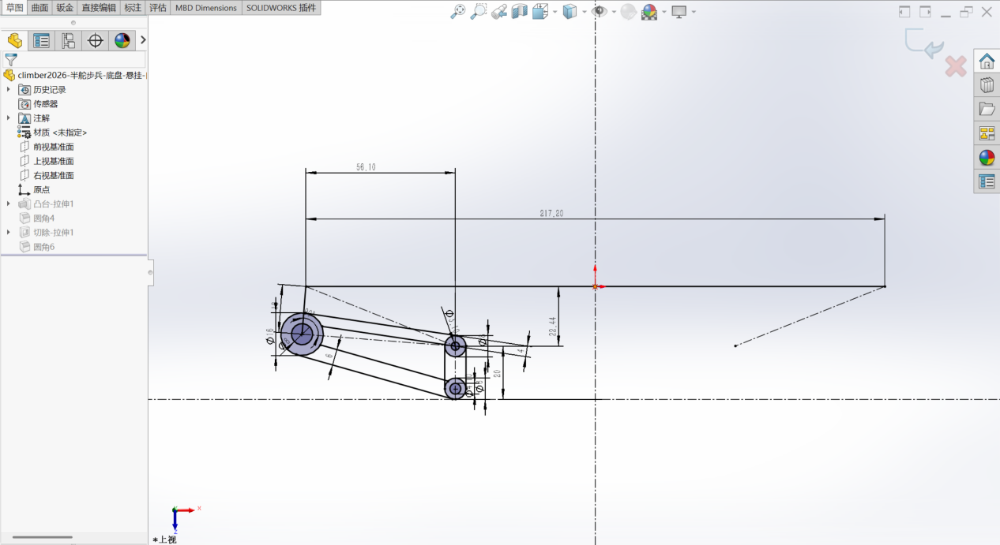 草图 曲面 钣金 直接编辑 标注 评估 MBD Dimensions SOLIDWORKS 插件
climber2026-半舵步兵-底盘-悬挂-
历史记录
传感器
注解
材质 <未指定>
前视基准面
上视基准面
右视基准面
原点
凸台-拉伸1
圆角4
切除-拉伸1
圆角6
56,10
217,20
22,44
4
6
20
Φ16
X
Z
*上视